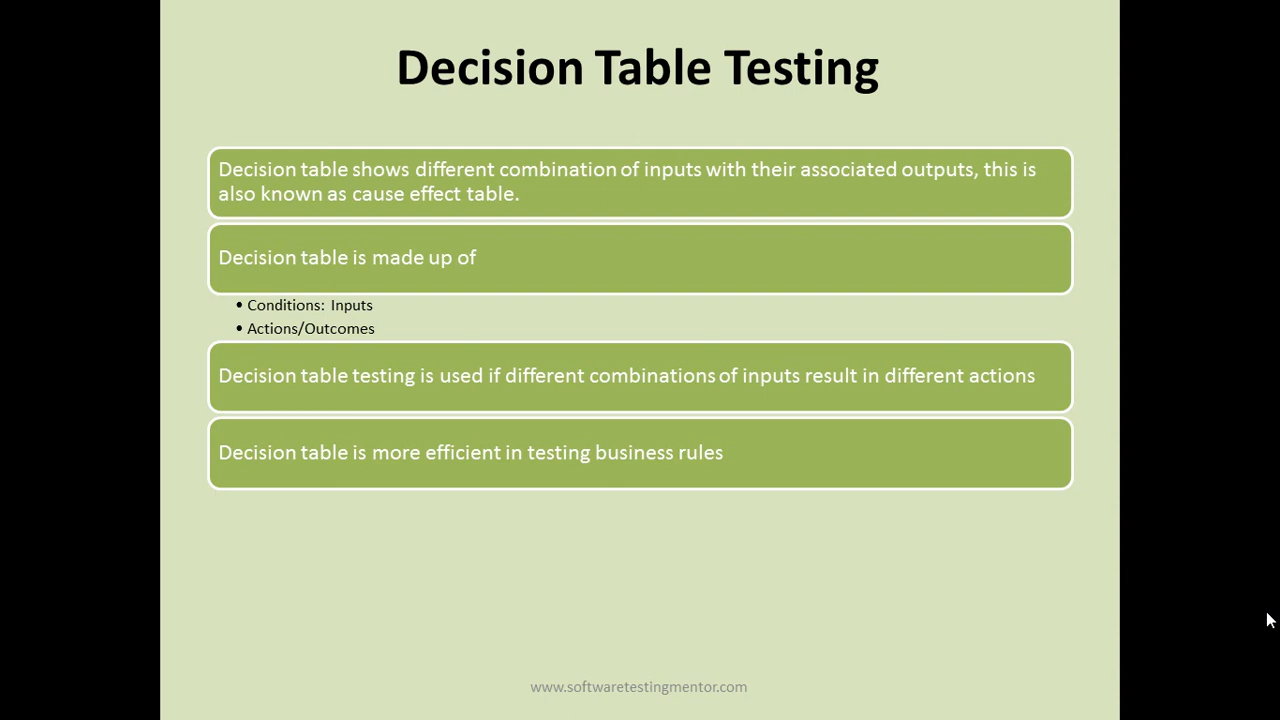 Decision Table Testing
Decision table shows different combination of inputs with their associated outputs, this is
also known as cause effect table.
Decision table is made up of
• Conditions: Inputs
• Actions/Outcomes
Decision table testing is used if different combinations of inputs result in different actions
Decision table is more efficient in testing business rules
www.softwaretestingmentor.com